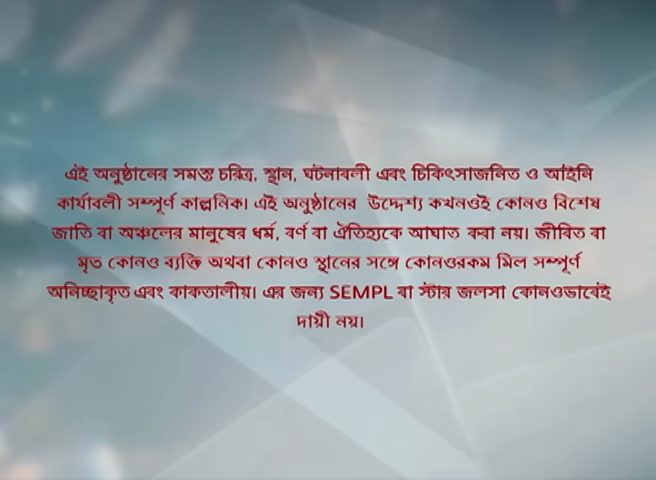 এই অনুষ্ঠানের সমস্ত চরিত্র, স্থান, ঘটনাবলী এবং চিকিৎসাজনিত ও আইনি
কার্যাবলী সম্পূর্ণ কাল্পনিক। এই অনুষ্ঠানের উদ্দেশ্য কখনওই কোনও বিশেষ
জাতি বা অঞ্চলের মানুষের ধর্ম, বর্ণ বা ঐতিহ্যকে আঘাত করা নয়। জীবিত বা
মৃত কোনও ব্যক্তি অথবা কোনও স্থানের সঙ্গে কোনওরকম মিল সম্পূর্ণ
অনিচ্ছাকৃত এবং কাকতালীয়। এর জন্য SEMPL বা স্টার জলসা কোনওভাবেই
দায়ী নয়।